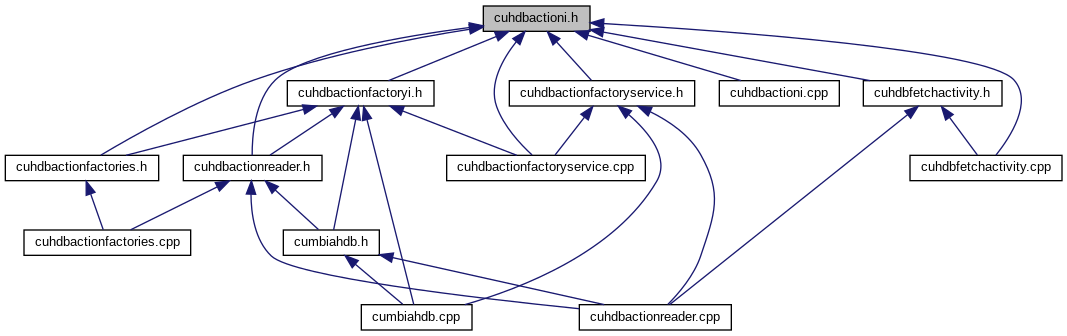 cuhdbactioni.h
cuhdbactionfactoryi.h
cuhdbactionfactoryservice.h
cuhdbactioni.cpp
cuhdbfetchactivity.h
cuhdbactionfactories.h
cuhdbactionreader.h
cuhdbactionfactoryservice.cpp
cuhdbfetchactivity.cpp
cuhdbactionfactories.cpp
cumbiahdb.h
cumbiahdb.cpp
cuhdbactionreader.cpp